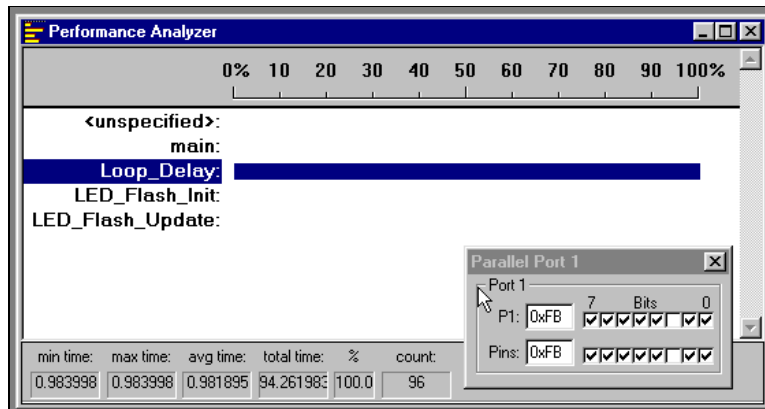 Performance Analyzer
0% 10 20 30 40 50 60 70 80 90 100%
<unspecified>:
main:
Loop_Delay:
LED_Flash_Init:
LED_Flash_Update:
Parallel Port 1
Port 1
7 Bits 0
P1: 0xFB
Pins: 0xFB
min time: max time: avg time: total time: % count:
0.983998 0.983998 0.981895 94.261983 100.0 96